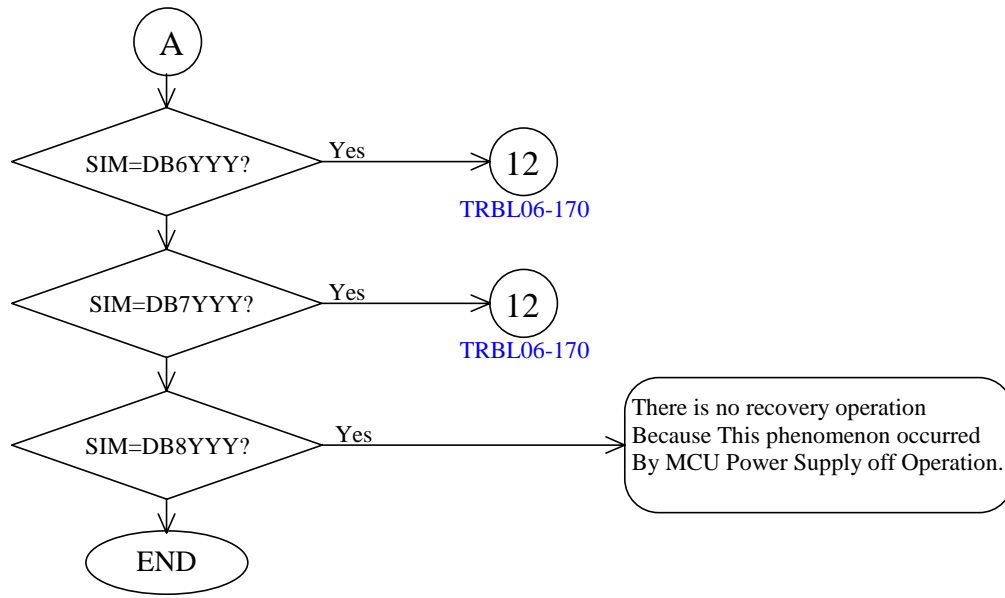 A
SIM=DB6YYY?
Yes
12
TRBL06-170
SIM=DB7YYY?
Yes
12
TRBL06-170
SIM=DB8YYY?
Yes
There is no recovery operation
Because This phenomenon occurred
By MCU Power Supply off Operation.
END